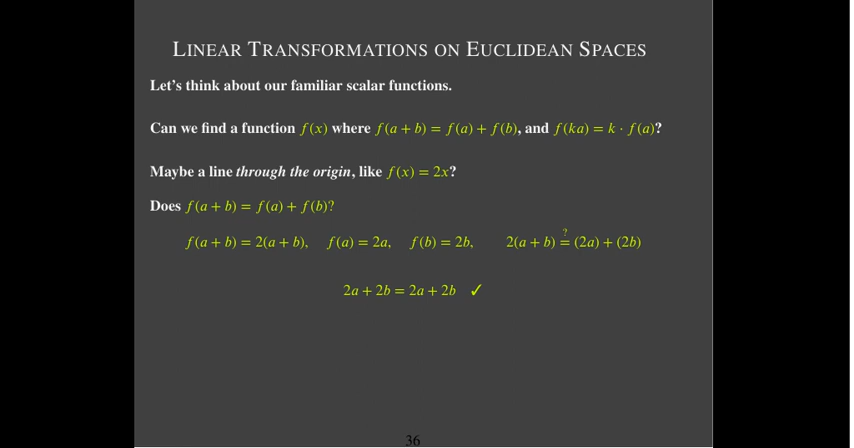 LINEAR TRANSFORMATIONS ON EUCLIDEAN SPACES
Let's think about our familiar scalar functions.
Can we find a function f(x) where f(a + b) = f(a) + f(b), and f(ka) = k · f(a)?
Maybe a line through the origin, like f(x) = 2x?
Does f(a + b) = f(a) + f(b)?
f(a + b) = 2(a + b), f(a) = 2a, f(b) = 2b, 2(a + b) ≟ (2a) + (2b)
2a + 2b = 2a + 2b ✓
36